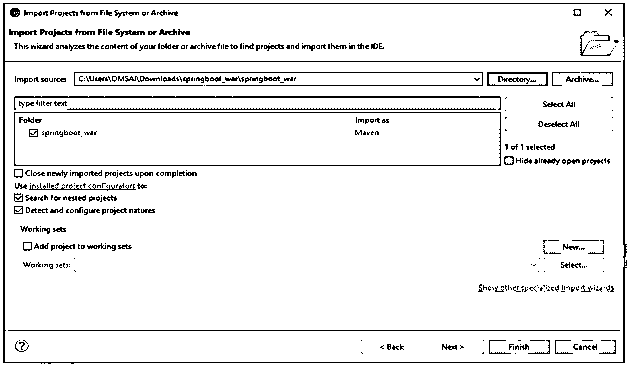 Import Projects from File System or Archive
Import Projects from File System or Archive
This wizard analyzes the content of your folder or archive file to find projects and import them in the IDE.
Import source: C:\Users\OMSAI\Downloads\springboot_war\springboot_war Directory... Archive...
type filter text Select All
Folder Import as
springboot_war Maven
Deselect All
1 of 1 selected
Hide already open projects
Close newly imported projects upon completion
Use installed project configurators to:
Search for nested projects
Detect and configure project natures
Working sets
Add project to working sets New...
Working sets: Select...
Show other specialized import wizards
? < Back Next > Finish Cancel